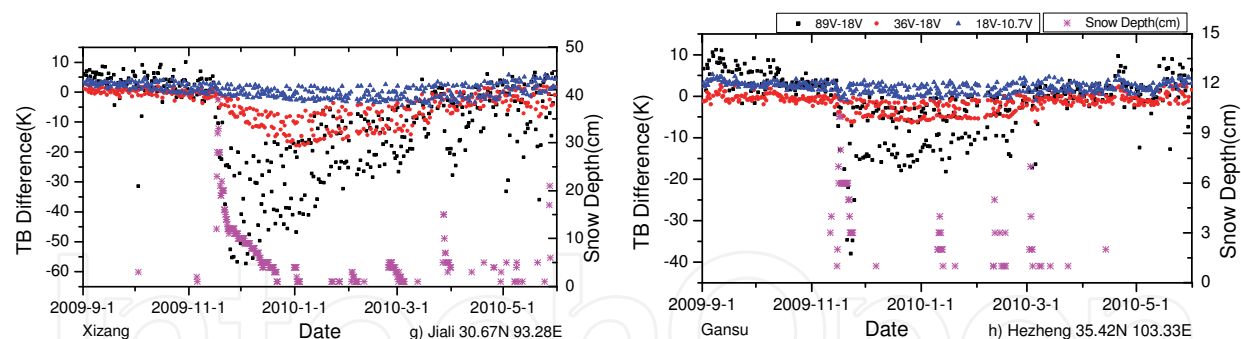 89V-18V 36V-18V 18V-10.7V Snow Depth(cm)
10
0
-10
-20
-30
-40
-50
-60
TB Difference(K)
50
40
30
20
10
0
Snow Depth(cm)
2009-9-1 2009-11-1 2010-1-1 2010-3-1 2010-5-1
Xizang Date g) Jiali 30.67N 93.28E
10
0
-10
-20
-30
-40
TB Difference(K)
15
12
9
6
3
0
Snow Depth(cm)
2009-9-1 2009-11-1 2010-1-1 2010-3-1 2010-5-1
Gansu Date h) Hezheng 35.42N 103.33E